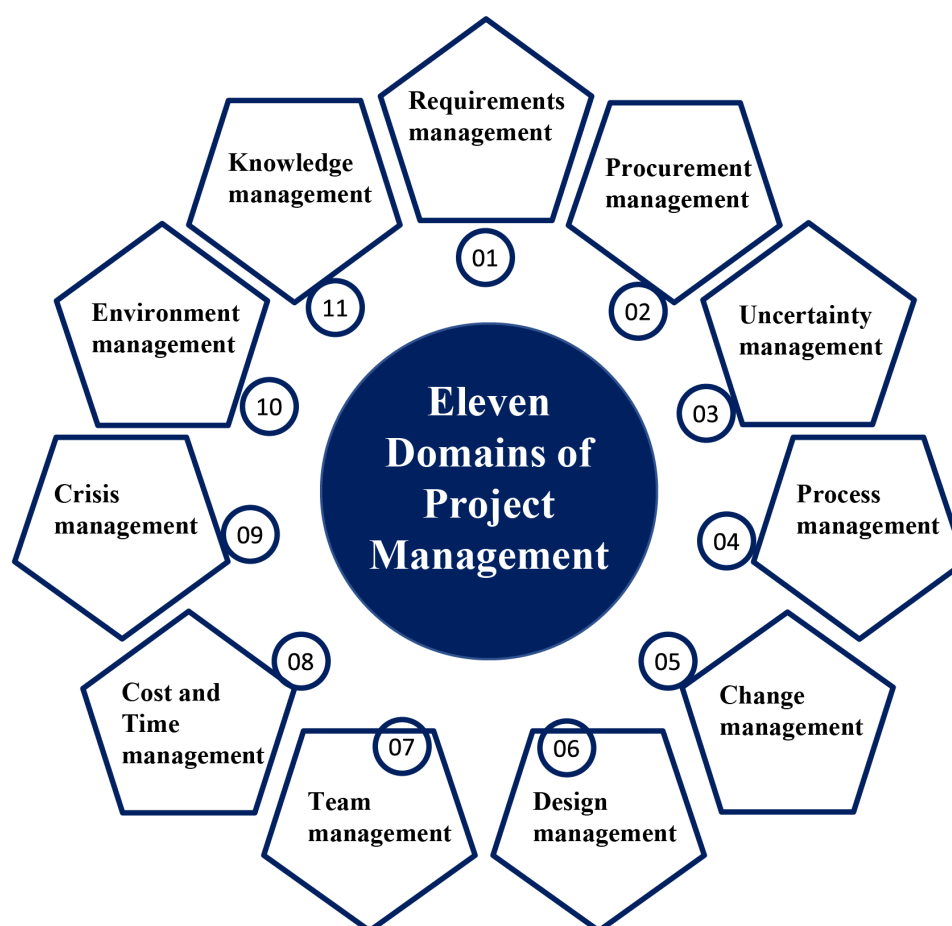 Eleven
Domains of
Project
Management
Requirements
management
01
Procurement
management
02
Uncertainty
management
03
Process
management
04
Change
management
05
Design
management
06
Team
management
07
Cost and
Time
management
08
Crisis
management
09
Environment
management
10
Knowledge
management
11